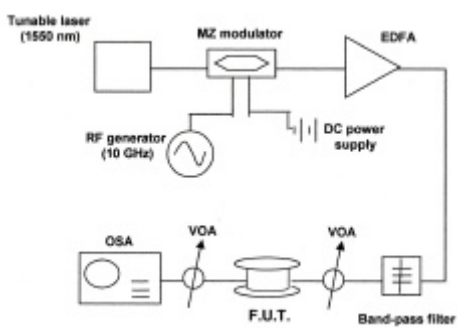 Tunable laser
(1550 nm)
MZ modulator
EDFA
RF generator
(10 GHz)
DC power
supply
OSA
VOA
VOA
F.U.T.
Band-pass filter